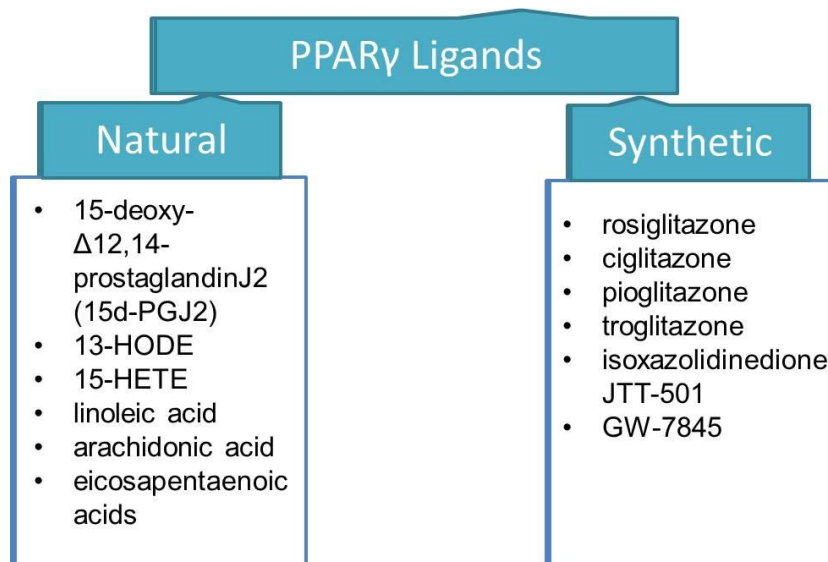 PPARγ Ligands
Natural
• 15-deoxy-
Δ12,14-
prostaglandinJ2
(15d-PGJ2)
• 13-HODE
• 15-HETE
• linoleic acid
• arachidonic acid
• eicosapentaenoic
acids
Synthetic
• rosiglitazone
• ciglitazone
• pioglitazone
• troglitazone
• isoxazolidinedione
JTT-501
• GW-7845